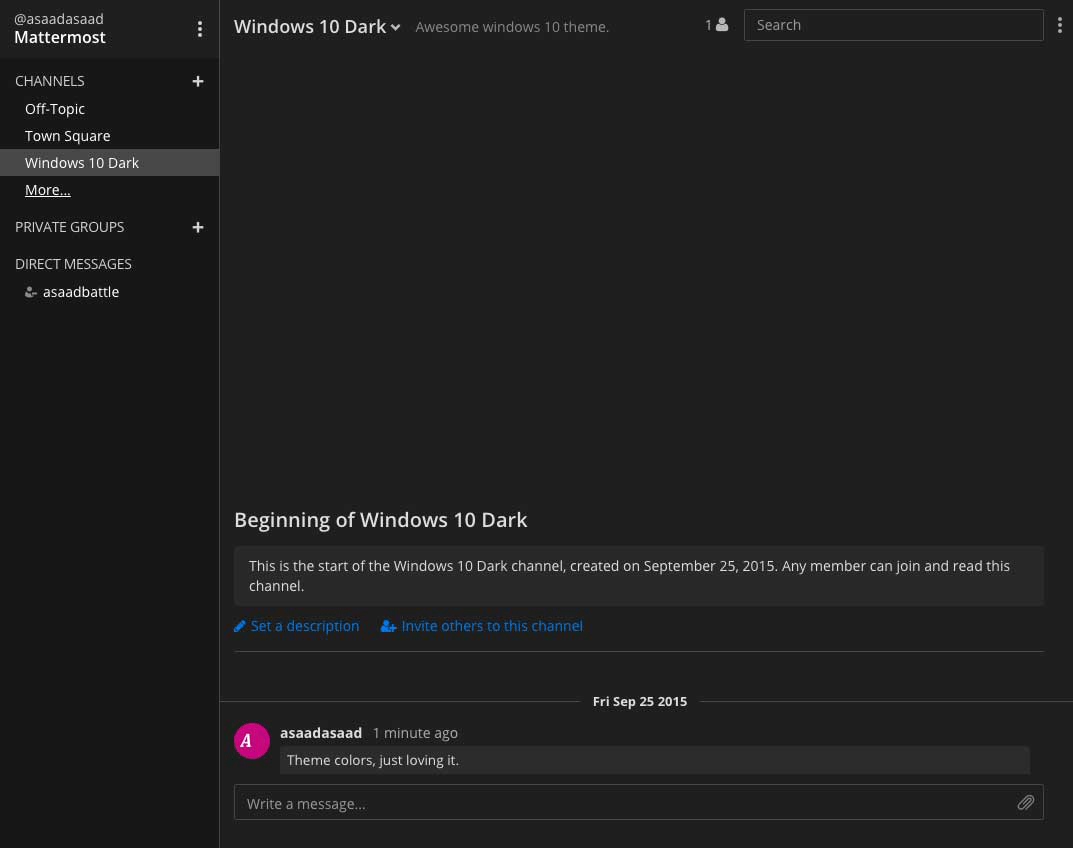 @asaadasaad
Mattermost
CHANNELS
Off-Topic
Town Square
Windows 10 Dark
More...
PRIVATE GROUPS
DIRECT MESSAGES
asaadbattle
Windows 10 Dark Awesome windows 10 theme. 1 Search
Beginning of Windows 10 Dark
This is the start of the Windows 10 Dark channel, created on September 25, 2015. Any member can join and read this
channel.
Set a description Invite others to this channel
Fri Sep 25 2015
A
asaadasaad 1 minute ago
Theme colors, just loving it.
Write a message...